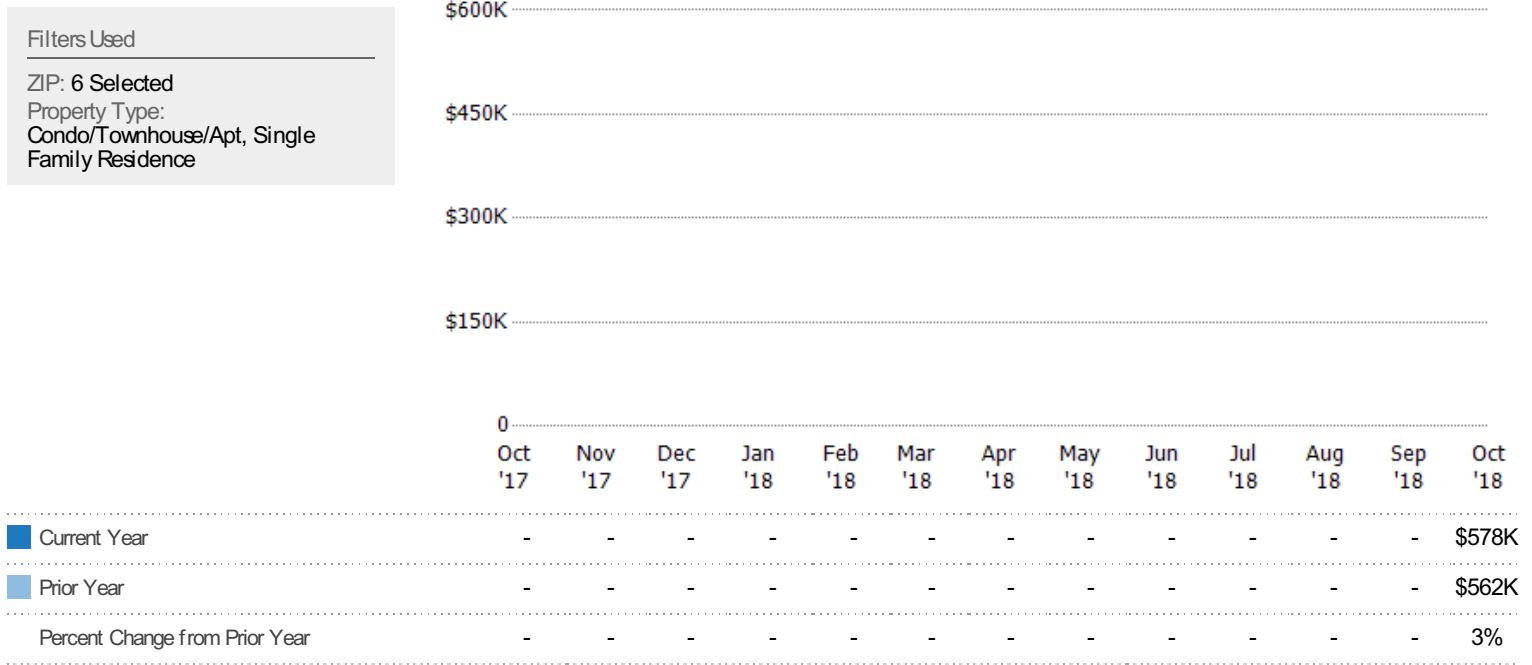 Filters Used
ZIP: 6 Selected
Property Type:
Condo/Townhouse/Apt, Single
Family Residence
$600K
$450K
$300K
$150K
0
Oct Nov Dec Jan Feb Mar Apr May Jun Jul Aug Sep Oct
'17 '17 '17 '18 '18 '18 '18 '18 '18 '18 '18 '18 '18
Current Year - - - - - - - - - - - - $578K
Prior Year - - - - - - - - - - - - $562K
Percent Change from Prior Year - - - - - - - - - - - - 3%